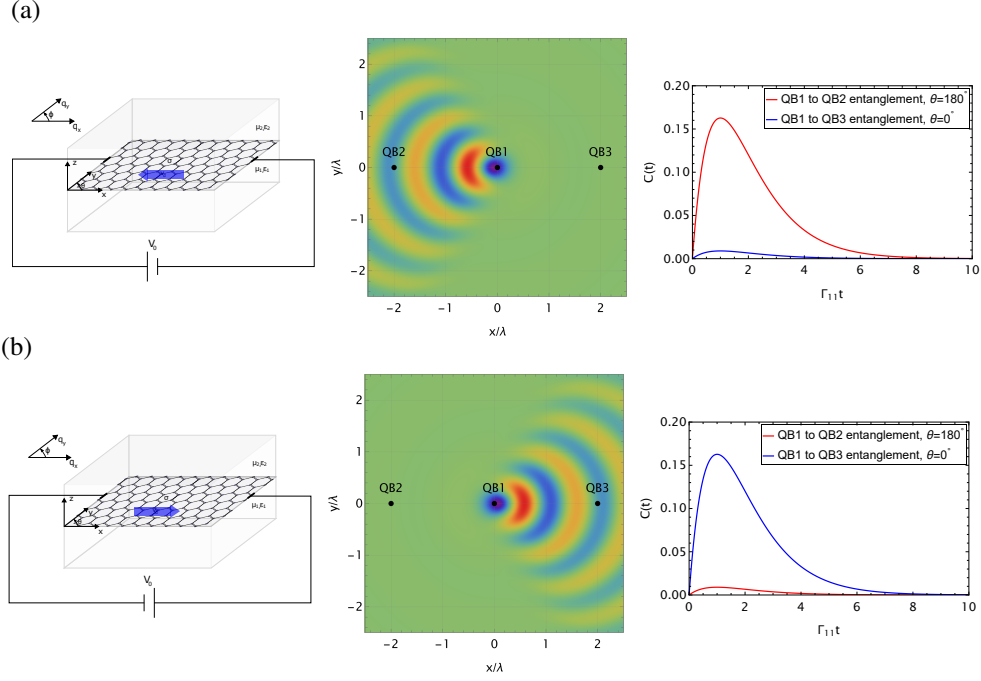 (a)
q_y
ϕ
q_x
μ₂,ε₂
μ₁,ε₁
σ
z
y
θ
x
V₀
2
1
0
-1
-2
y/λ
QB2
QB1
QB3
-2
-1
0
1
2
x/λ
0.20
0.15
0.10
0.05
0.00
C(t)
QB1 to QB2 entanglement, θ=180°
QB1 to QB3 entanglement, θ=0°
0
2
4
6
8
10
Γ₁₁t
(b)
q_y
ϕ
q_x
μ₂,ε₂
μ₁,ε₁
σ
z
y
θ
x
V₀
2
1
0
-1
-2
y/λ
QB2
QB1
QB3
-2
-1
0
1
2
x/λ
0.20
0.15
0.10
0.05
0.00
C(t)
QB1 to QB2 entanglement, θ=180°
QB1 to QB3 entanglement, θ=0°
0
2
4
6
8
10
Γ₁₁t